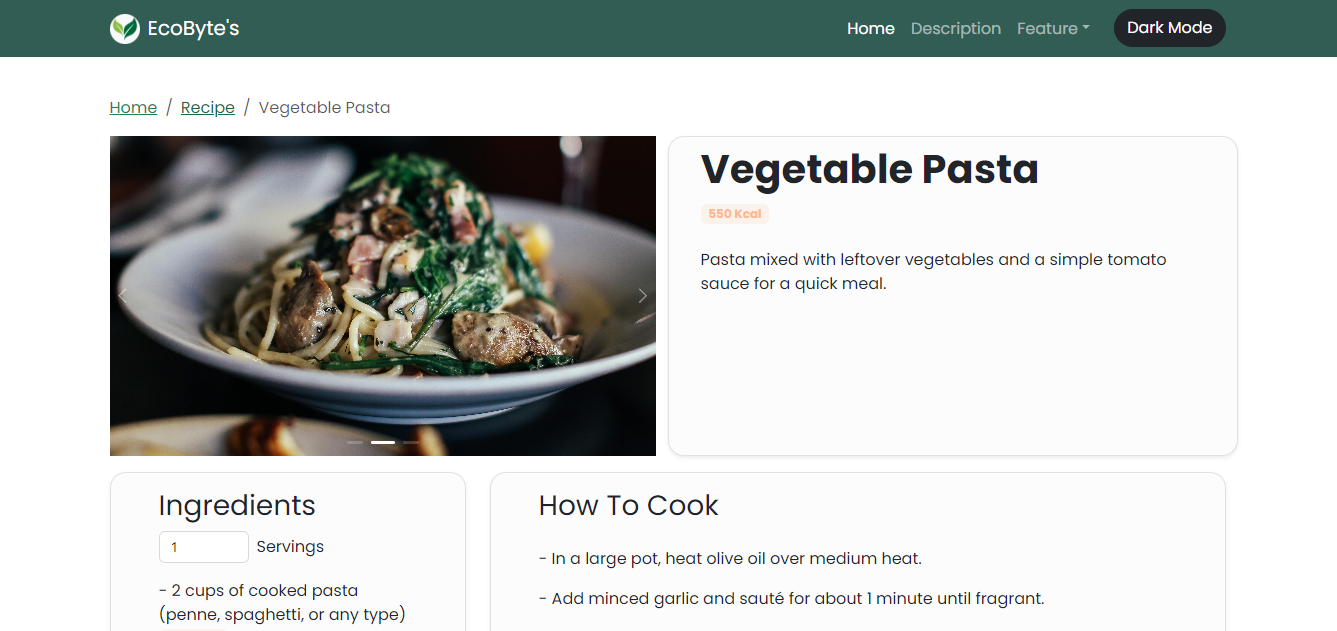 EcoByte's
Home Description Feature Dark Mode
Home / Recipe / Vegetable Pasta
Vegetable Pasta
550 Kcal
Pasta mixed with leftover vegetables and a simple tomato
sauce for a quick meal.
Ingredients
1 Servings
- 2 cups of cooked pasta
(penne, spaghetti, or any type)
How To Cook
- In a large pot, heat olive oil over medium heat.
- Add minced garlic and sauté for about 1 minute until fragrant.